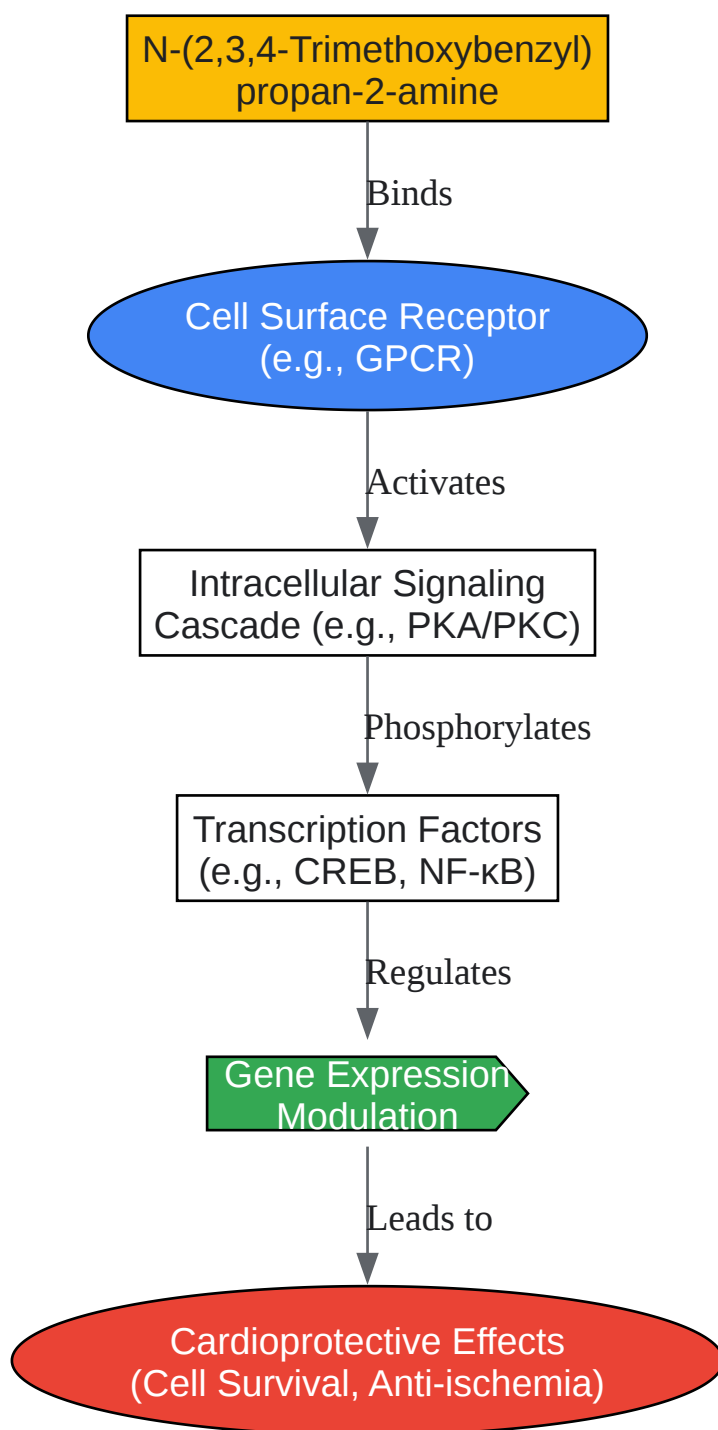 N-(2,3,4-Trimethoxybenzyl)
propan-2-amine
Binds
Cell Surface Receptor
(e.g., GPCR)
Activates
Intracellular Signaling
Cascade (e.g., PKA/PKC)
Phosphorylates
Transcription Factors
(e.g., CREB, NF-κB)
Regulates
Gene Expression
Modulation
Leads to
Cardioprotective Effects
(Cell Survival, Anti-ischemia)